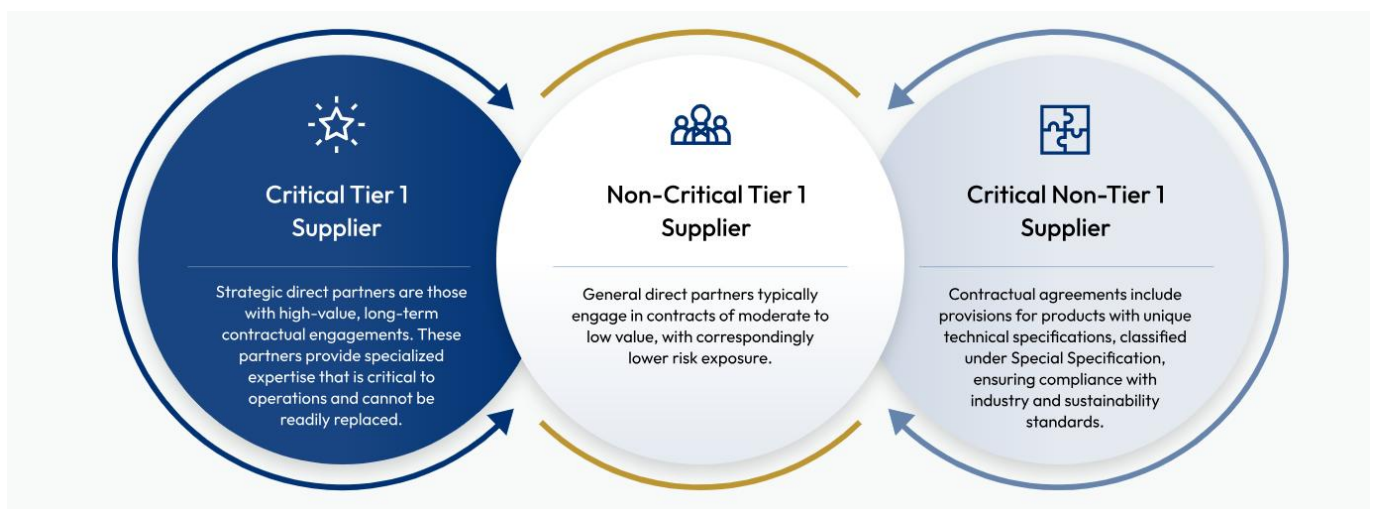 Critical Tier 1
Supplier
Strategic direct partners are those
with high-value, long-term
contractual engagements. These
partners provide specialized
expertise that is critical to
operations and cannot be
readily replaced.
Non-Critical Tier 1
Supplier
General direct partners typically
engage in contracts of moderate to
low value, with correspondingly
lower risk exposure.
Critical Non-Tier 1
Supplier
Contractual agreements include
provisions for products with unique
technical specifications, classified
under Special Specification,
ensuring compliance with
industry and sustainability
standards.